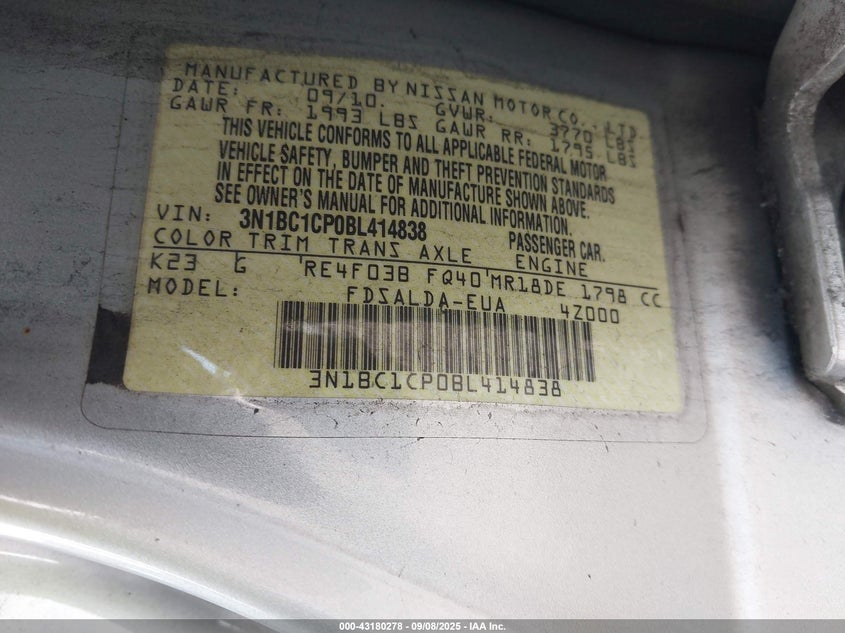 MANUFACTURED BY NISSAN MOTOR CO., LTD.
DATE: 09/10. GVWR: 3770 LBS
GAWR FR: 1993 LBS GAWR RR: 1795 LBS
THIS VEHICLE CONFORMS TO ALL APPLICABLE FEDERAL MOTOR
VEHICLE SAFETY, BUMPER AND THEFT PREVENTION STANDARDS
IN EFFECT ON THE DATE OF MANUFACTURE SHOWN ABOVE.
SEE OWNER'S MANUAL FOR ADDITIONAL INFORMATION.
VIN: 3N1BC1CP0BL414838 PASSENGER CAR.
COLOR TRIM TRANS AXLE ENGINE
K23 G RE4F03B FQ40 MR18DE 1798 CC
MODEL: FDSALDA-EUA 4Z000
3N1BC1CP0BL414838
000-43180278 - 09/08/2025 - IAA Inc.